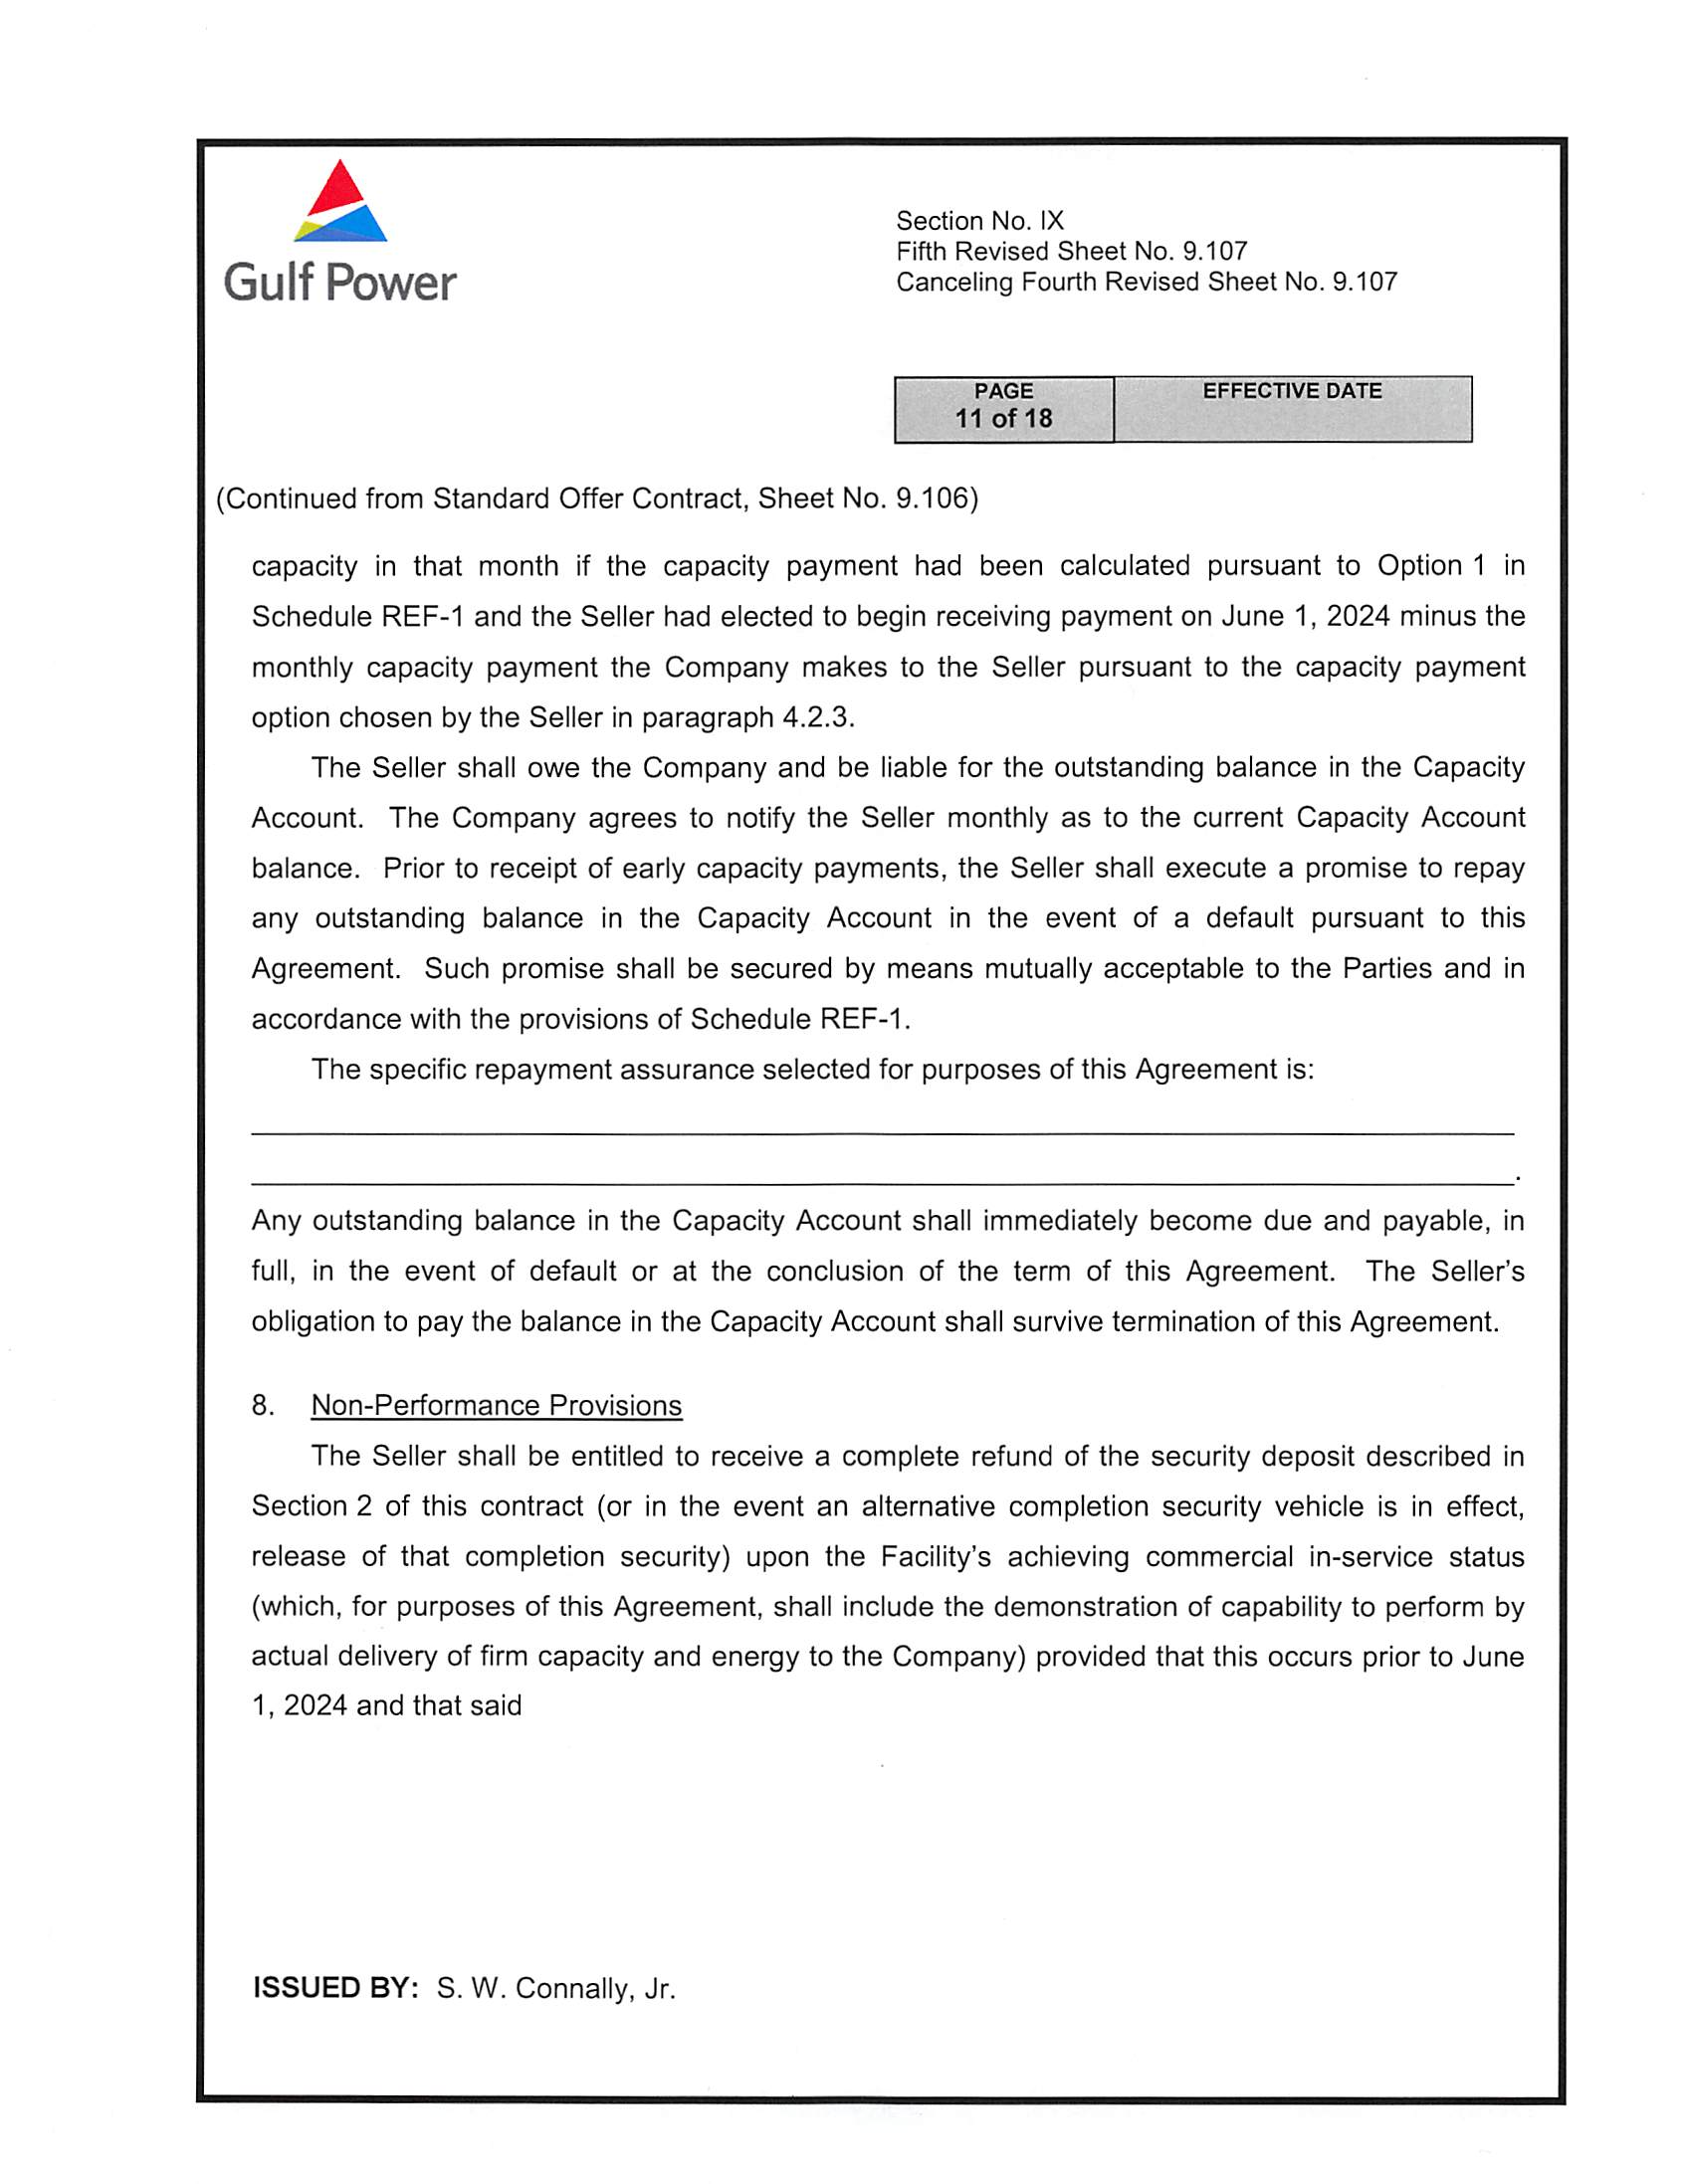 Gulf Power
Section No. IX
Fifth Revised Sheet No. 9.107
Canceling Fourth Revised Sheet No. 9.107
PAGE
11 of 18
EFFECTIVE DATE
(Continued from Standard Offer Contract, Sheet No. 9.106)
capacity in that month if the capacity payment had been calculated pursuant to Option 1 in
Schedule REF-1 and the Seller had elected to begin receiving payment on June 1, 2024 minus the
monthly capacity payment the Company makes to the Seller pursuant to the capacity payment
option chosen by the Seller in paragraph 4.2.3.
The Seller shall owe the Company and be liable for the outstanding balance in the Capacity
Account. The Company agrees to notify the Seller monthly as to the current Capacity Account
balance. Prior to receipt of early capacity payments, the Seller shall execute a promise to repay
any outstanding balance in the Capacity Account in the event of a default pursuant to this
Agreement. Such promise shall be secured by means mutually acceptable to the Parties and in
accordance with the provisions of Schedule REF-1.
The specific repayment assurance selected for purposes of this Agreement is:
.
Any outstanding balance in the Capacity Account shall immediately become due and payable, in
full, in the event of default or at the conclusion of the term of this Agreement. The Seller's
obligation to pay the balance in the Capacity Account shall survive termination of this Agreement.
8. Non-Performance Provisions
The Seller shall be entitled to receive a complete refund of the security deposit described in
Section 2 of this contract (or in the event an alternative completion security vehicle is in effect,
release of that completion security) upon the Facility's achieving commercial in-service status
(which, for purposes of this Agreement, shall include the demonstration of capability to perform by
actual delivery of firm capacity and energy to the Company) provided that this occurs prior to June
1, 2024 and that said
ISSUED BY: S. W. Connally, Jr.